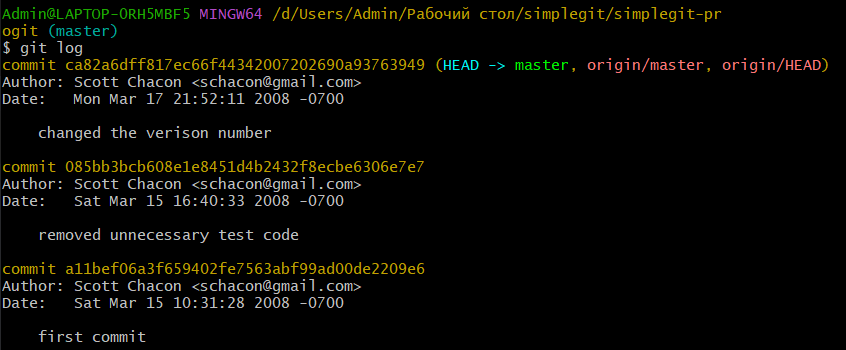 Admin@LAPTOP-ORH5MBF5 MINGW64 /d/Users/Admin/Рабочий стол/simplegit/simplegit-pr
ogit (master)
$ git log
commit ca82a6dff817ec66f44342007202690a93763949 (HEAD -> master, origin/master, origin/HEAD)
Author: Scott Chacon <schacon@gmail.com>
Date:   Mon Mar 17 21:52:11 2008 -0700
changed the verison number
commit 085bb3bcb608e1e8451d4b2432f8ecbe6306e7e7
Author: Scott Chacon <schacon@gmail.com>
Date:   Sat Mar 15 16:40:33 2008 -0700
removed unnecessary test code
commit a11bef06a3f659402fe7563abf99ad00de2209e6
Author: Scott Chacon <schacon@gmail.com>
Date:   Sat Mar 15 10:31:28 2008 -0700
first commit